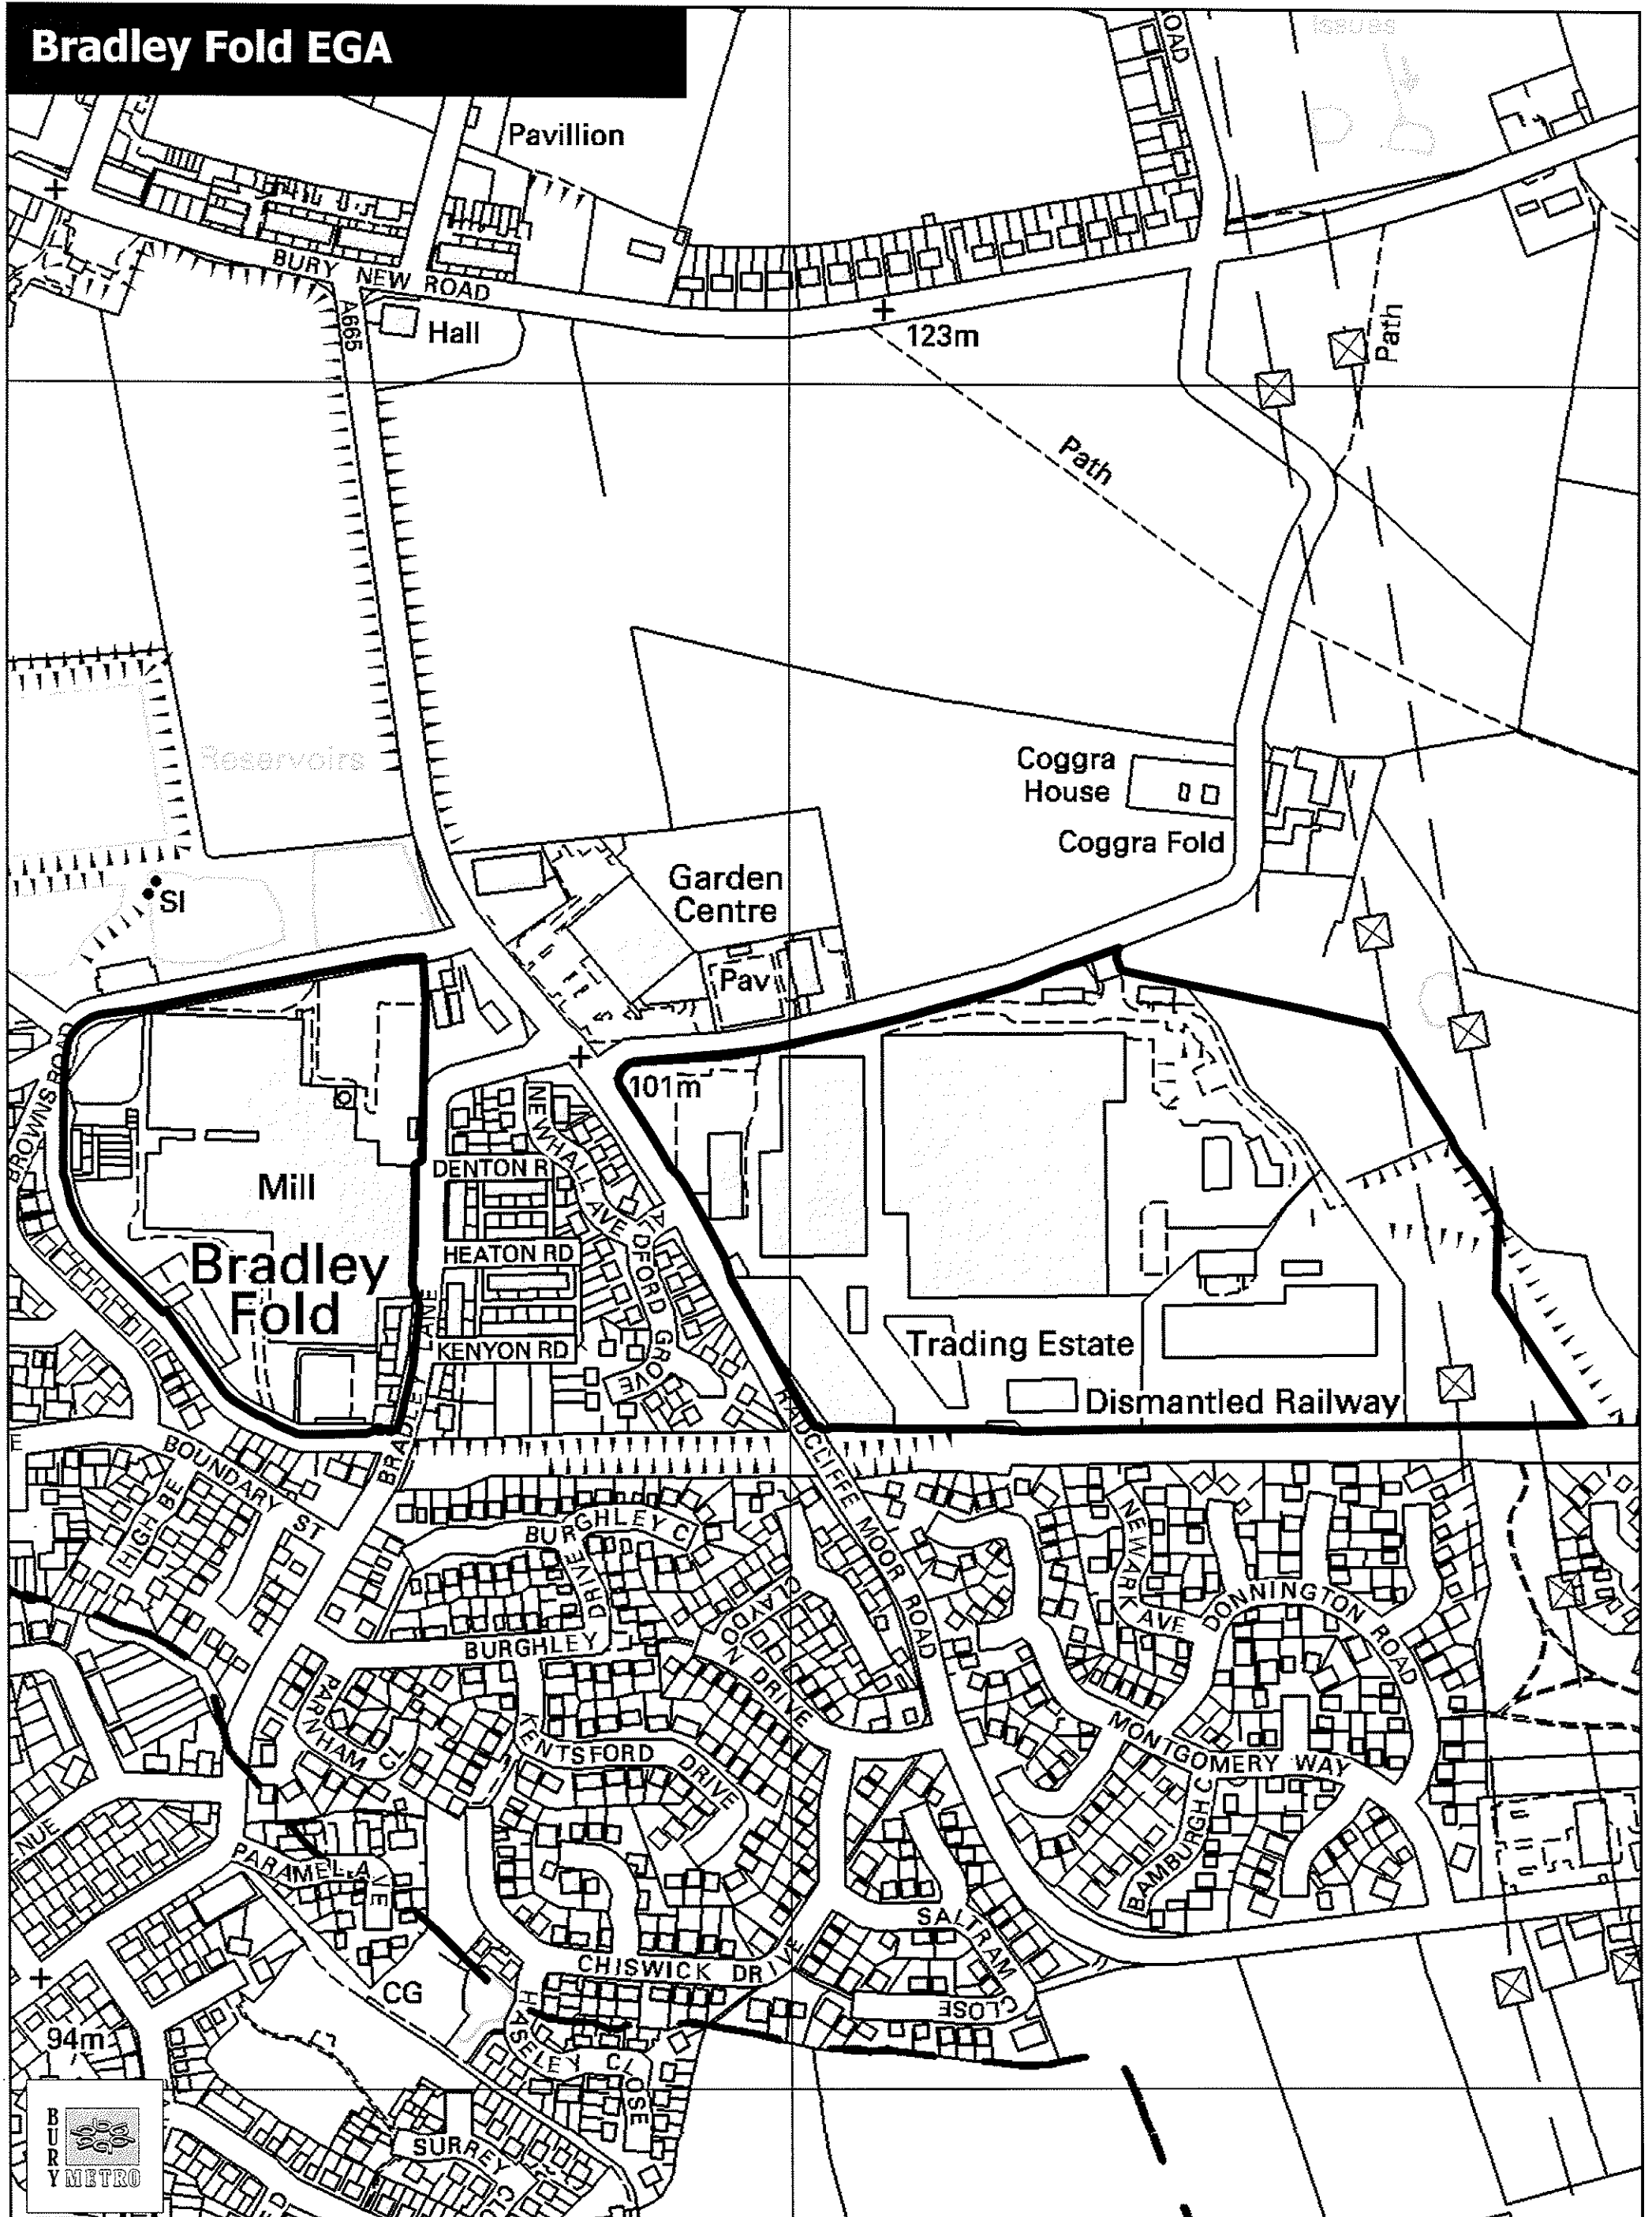 Bradley Fold EGA
Issues
OAD
Pavillion
BURY NEW ROAD
A665
Hall
123m
Path
Path
Reservoirs
Coggra
House
Coggra Fold
Garden
Centre
SI
Pav
101m
BROWNS ROAD
NEWHALL AVE
DENTON R
Mill
HEATON RD
DFORD GROVE
Bradley
Fold
KENYON RD
Trading Estate
Dismantled Railway
BRADLEY LANE
RADCLIFFE MOOR ROAD
E
BOUNDARY ST
HIGH BE
BURGHLEY C
NEWARK AVE
DONNINGTON ROAD
BURGHLEY DRIVE
CLAYDON DRIVE
PARNHAM CL
KENTSFORD DRIVE
MONTGOMERY WAY
BAMBURGH C
NUE
PARAMEL AVE
SALTRAM CLOSE
CHISWICK DRIVE
CG
HASELEY CLOSE
94m
SURREY CL
BURY
METRO